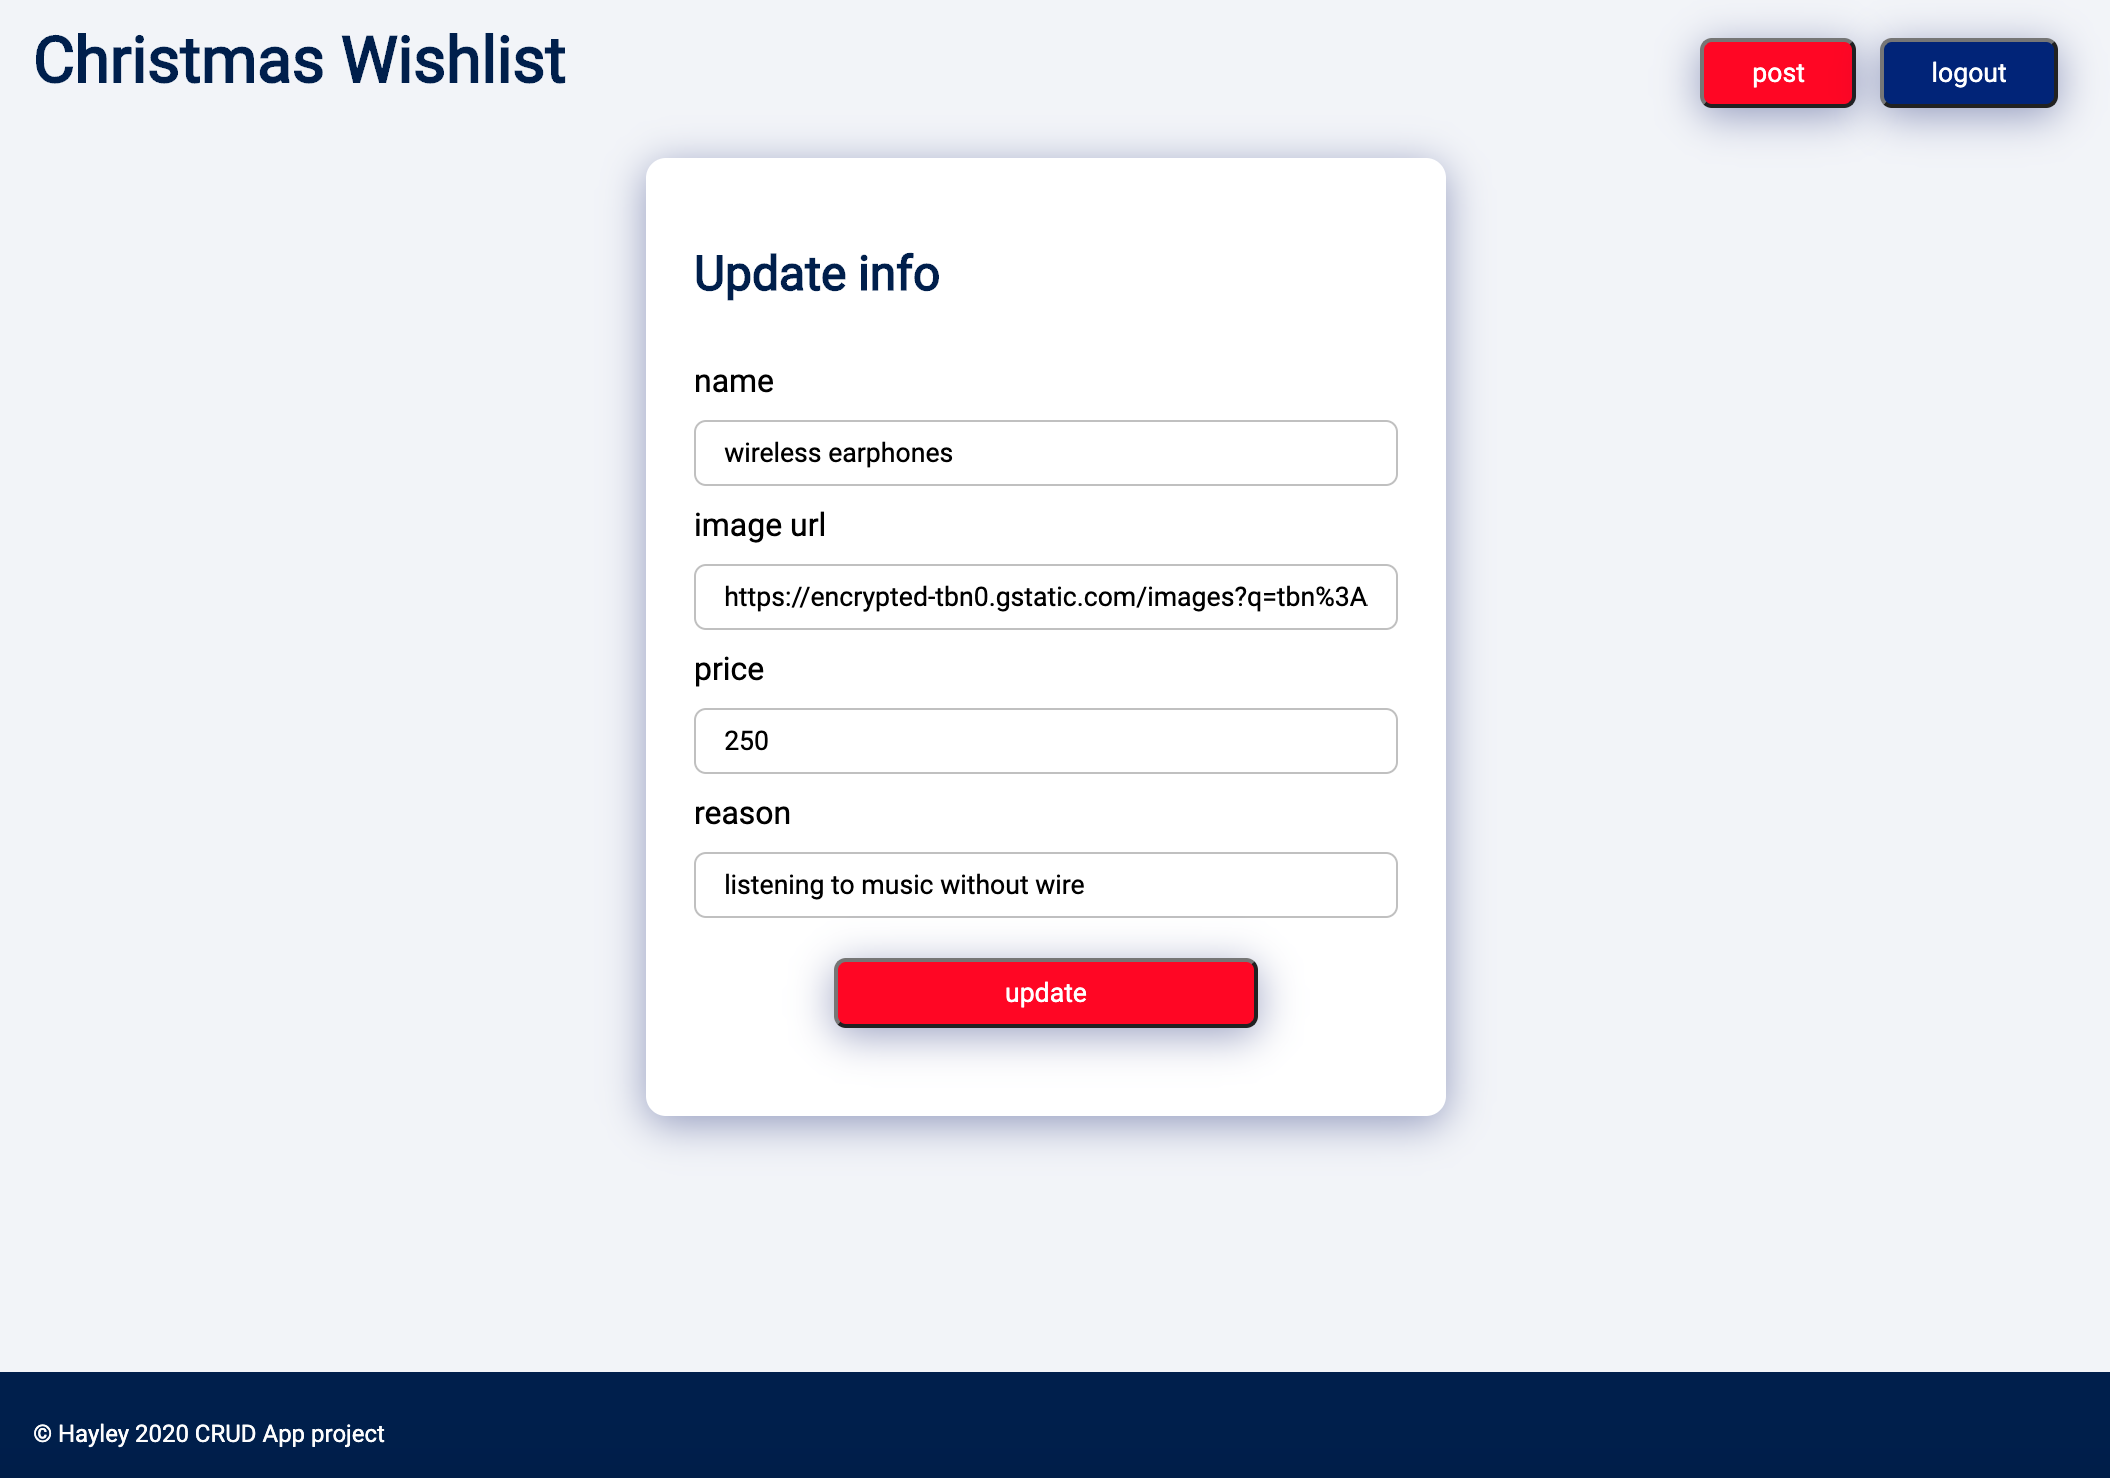 Christmas Wishlist
post
logout
Update info
name
wireless earphones
image url
https://encrypted-tbn0.gstatic.com/images?q=tbn%3A
price
250
reason
listening to music without wire
update
© Hayley 2020 CRUD App project